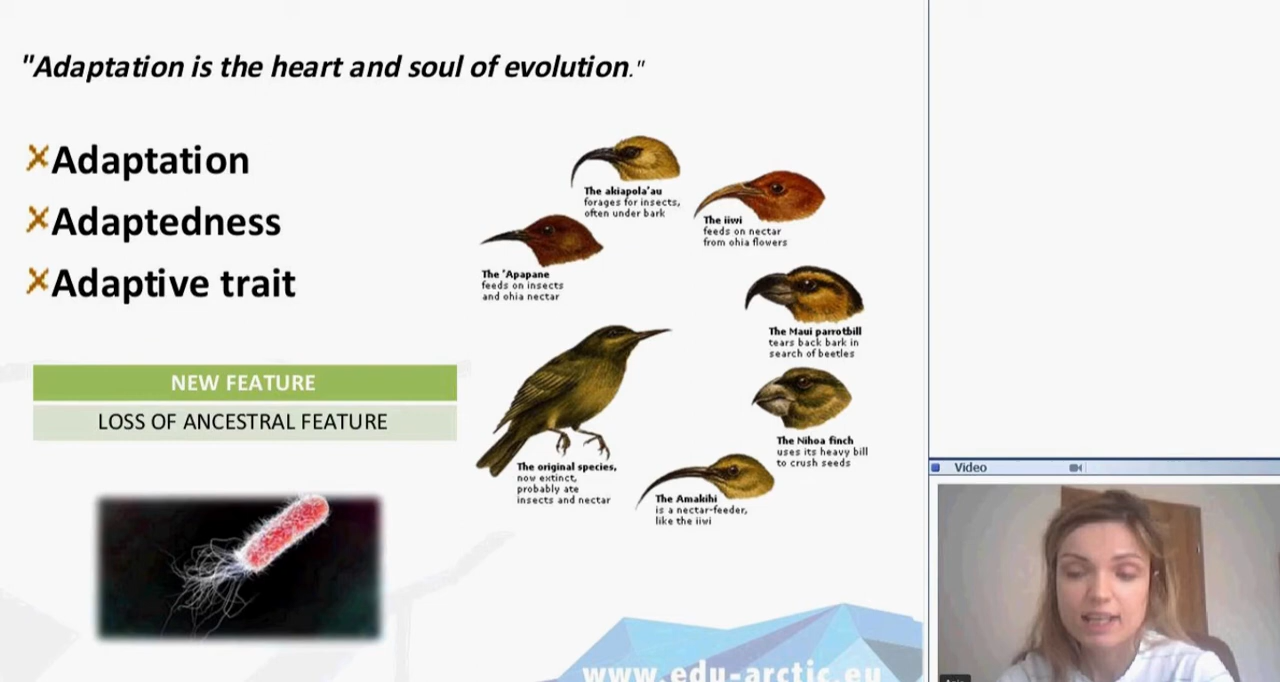 "Adaptation is the heart and soul of evolution."
Adaptation
Adaptedness
Adaptive trait
NEW FEATURE
LOSS OF ANCESTRAL FEATURE
The akiapola'au
forages for insects,
often under bark
The iiwi
feeds on nectar
from ohia flowers
The 'Apapane
feeds on insects
and ohia nectar
The Maui parrotbill
tears back bark in
search of beetles
The Nihoa finch
uses its heavy bill
to crush seeds
The original species,
now extinct,
probably ate
insects and nectar
The Amakihi
is a nectar-feeder,
like the iiwi
www.edu-arctic.eu
Video